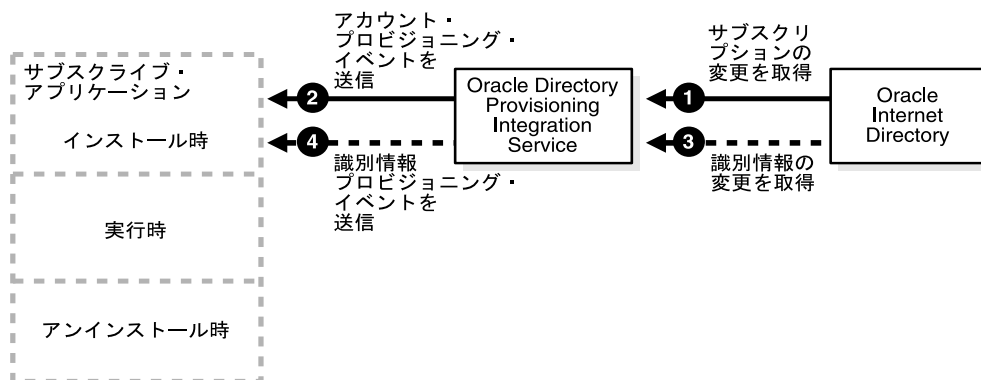 サブスクライブ・
アプリケーション
インストール時
実行時
アンインストール時
アカウント・
プロビジョニング・
イベントを
送信
2
4
識別情報
プロビジョニング・
イベントを
送信
Oracle Directory
Provisioning
Integration
Service
サブスクリ
プションの
変更を取得
1
3
識別情報の
変更を取得
Oracle
Internet
Directory